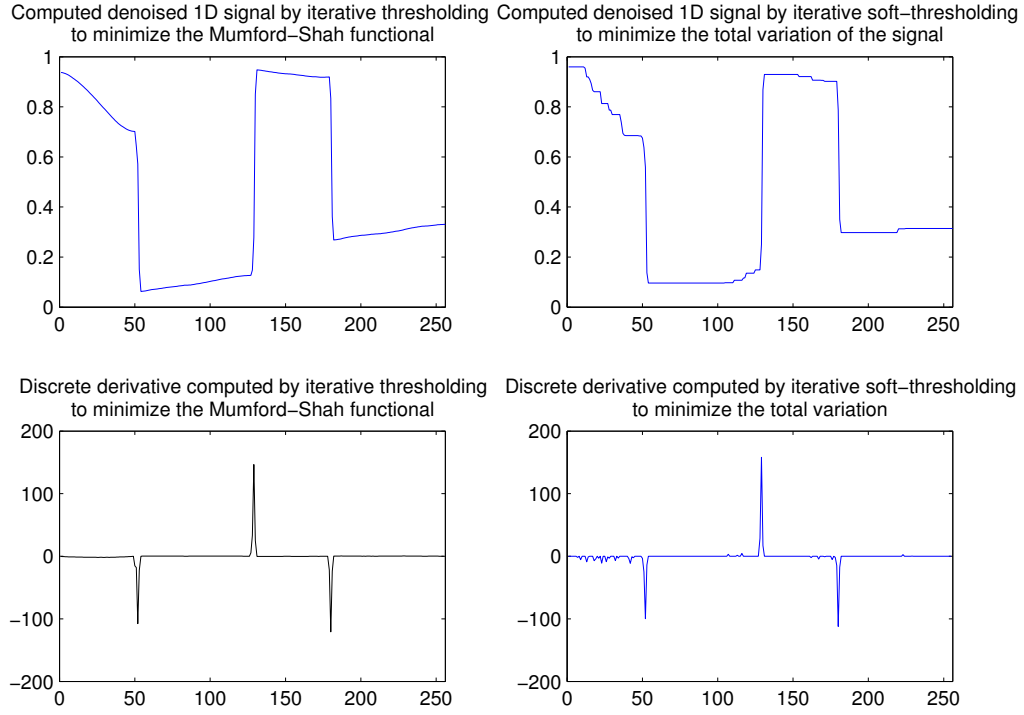 Computed denoised 1D signal by iterative thresholding
to minimize the Mumford−Shah functional
1
0.8
0.6
0.4
0.2
0
0 50 100 150 200 250
Computed denoised 1D signal by iterative soft−thresholding
to minimize the total variation of the signal
1
0.8
0.6
0.4
0.2
0
0 50 100 150 200 250
Discrete derivative computed by iterative thresholding
to minimize the Mumford−Shah functional
200
100
0
−100
−200
0 50 100 150 200 250
Discrete derivative computed by iterative soft−thresholding
to minimize the total variation
200
100
0
−100
−200
0 50 100 150 200 250